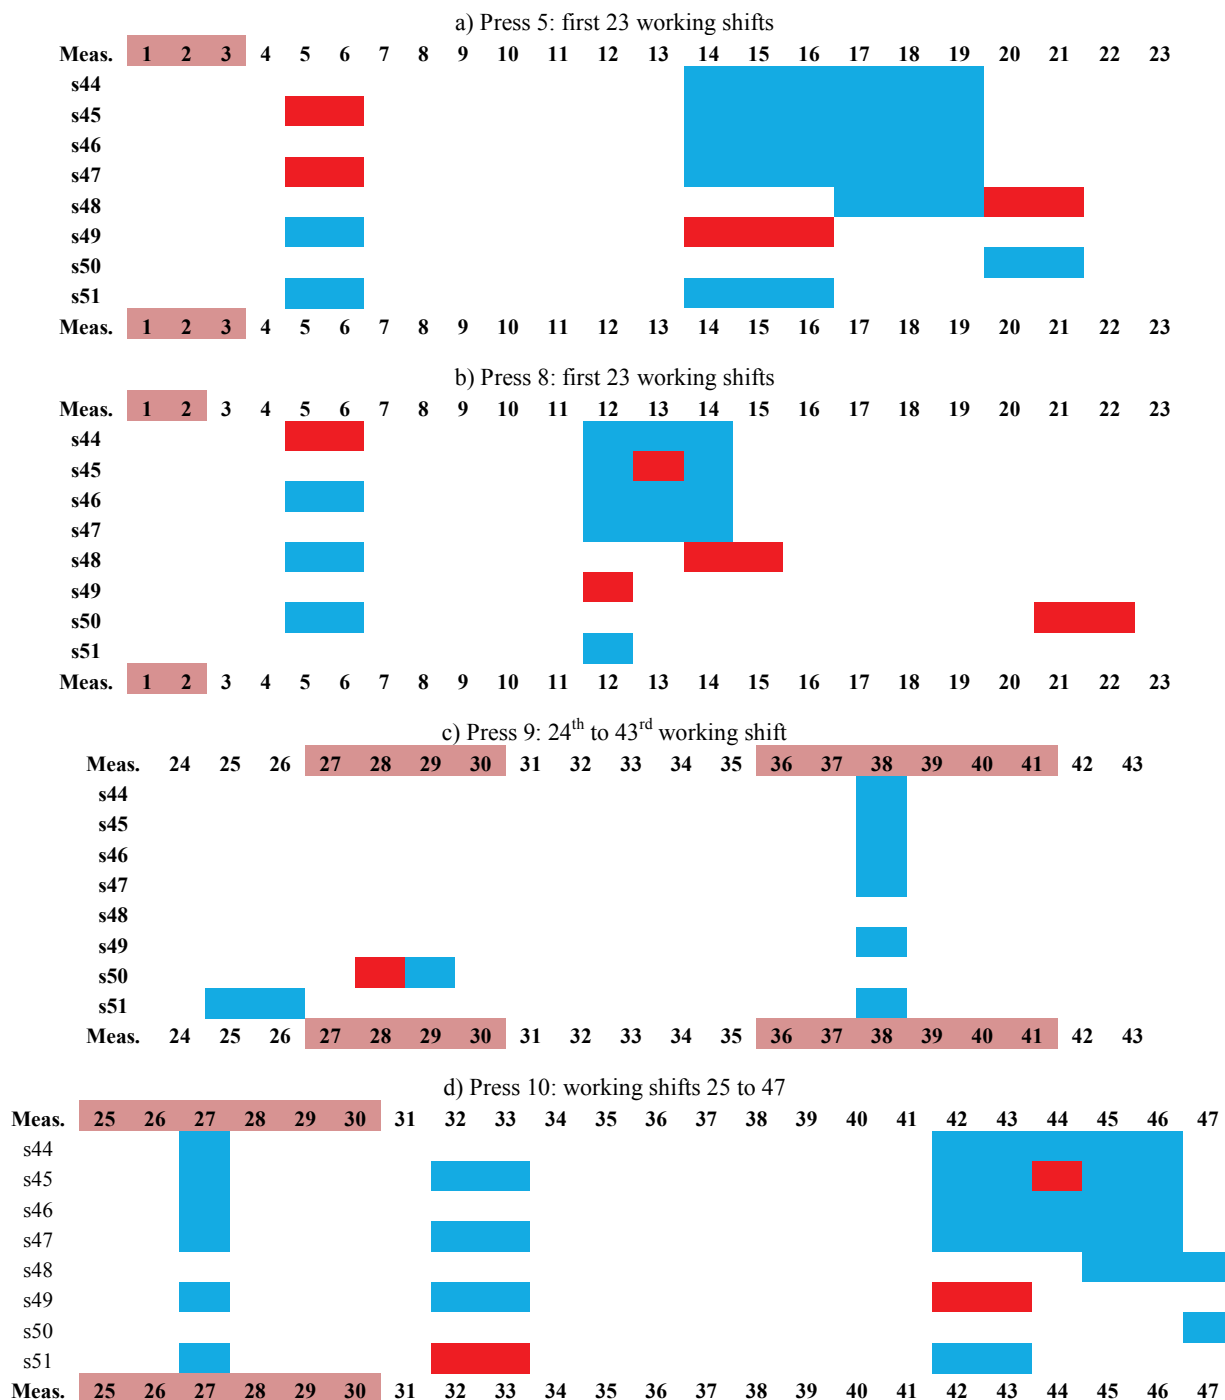 a) Press 5: first 23 working shifts
Meas. 1 2 3 4 5 6 7 8 9 10 11 12 13 14 15 16 17 18 19 20 21 22 23
s44
s45
s46
s47
s48
s49
s50
s51
Meas. 1 2 3 4 5 6 7 8 9 10 11 12 13 14 15 16 17 18 19 20 21 22 23
b) Press 8: first 23 working shifts
Meas. 1 2 3 4 5 6 7 8 9 10 11 12 13 14 15 16 17 18 19 20 21 22 23
s44
s45
s46
s47
s48
s49
s50
s51
Meas. 1 2 3 4 5 6 7 8 9 10 11 12 13 14 15 16 17 18 19 20 21 22 23
c) Press 9: 24th to 43rd working shift
Meas. 24 25 26 27 28 29 30 31 32 33 34 35 36 37 38 39 40 41 42 43
s44
s45
s46
s47
s48
s49
s50
s51
Meas. 24 25 26 27 28 29 30 31 32 33 34 35 36 37 38 39 40 41 42 43
d) Press 10: working shifts 25 to 47
Meas. 25 26 27 28 29 30 31 32 33 34 35 36 37 38 39 40 41 42 43 44 45 46 47
s44
s45
s46
s47
s48
s49
s50
s51
Meas. 25 26 27 28 29 30 31 32 33 34 35 36 37 38 39 40 41 42 43 44 45 46 47